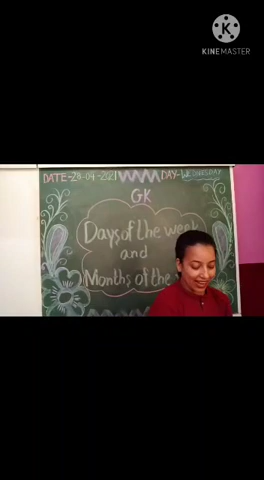 KINEMASTER
DATE-28-04-2021 DAY-WEDNESDAY
GK
Days of the week
and
Months of the